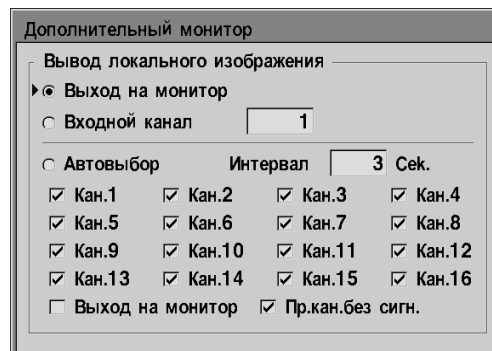 Дополнительный монитор
Вывод локального изображения
Выход на монитор
Входной канал 1
Автовыбор Интервал 3 Сек.
Кан.1 Кан.2 Кан.3 Кан.4
Кан.5 Кан.6 Кан.7 Кан.8
Кан.9 Кан.10 Кан.11 Кан.12
Кан.13 Кан.14 Кан.15 Кан.16
Выход на монитор Пр.кан.без сигн.